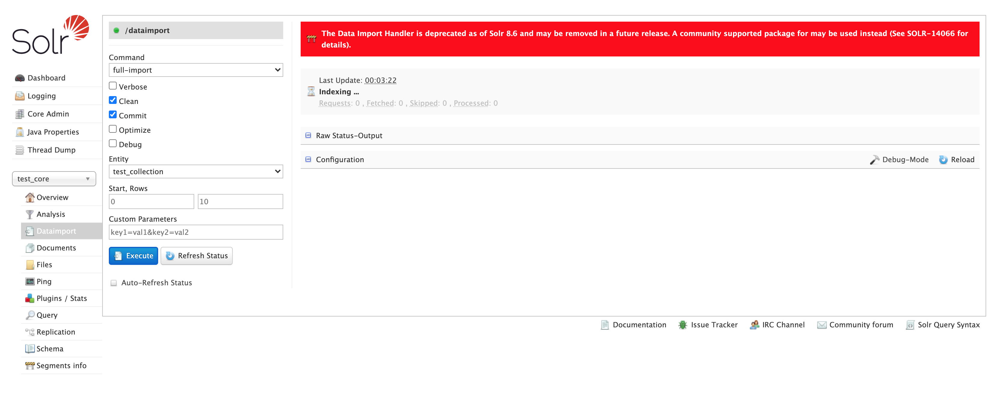 Solr
Dashboard
Logging
Core Admin
Java Properties
Thread Dump
test_core
Overview
Analysis
Dataimport
Documents
Files
Ping
Plugins / Stats
Query
Replication
Schema
Segments info
/dataimport
Command
full-import
Verbose
Clean
Commit
Optimize
Debug
Entity
test_collection
Start, Rows
0 10
Custom Parameters
key1=val1&key2=val2
Execute Refresh Status
Auto-Refresh Status
The Data Import Handler is deprecated as of Solr 8.6 and may be removed in a future release. A community supported package for may be used instead (See SOLR-14066 for
details).
Last Update: 00:03:22
Indexing ...
Requests: 0 , Fetched: 0 , Skipped: 0 , Processed: 0
Raw Status-Output
Configuration Debug-Mode Reload
Documentation Issue Tracker IRC Channel Community forum Solr Query Syntax